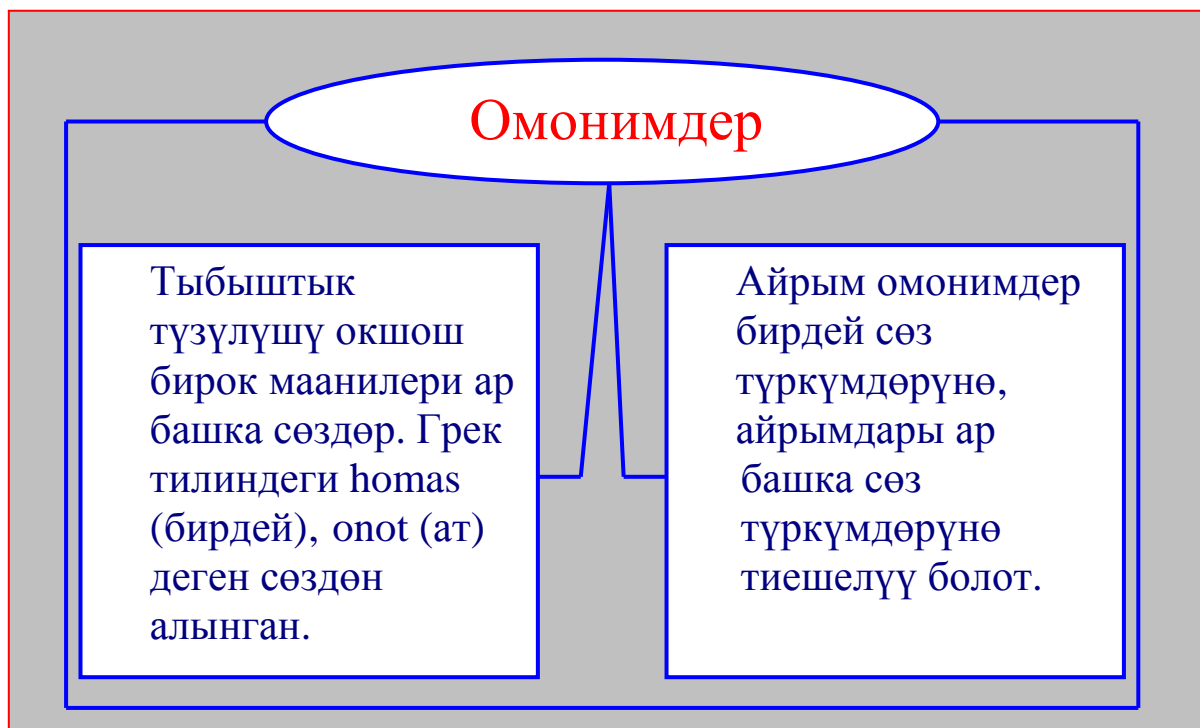 Омонимдер
Тыбыштык
түзүлүшү окшош
бирок маанилери ар
башка сөздөр. Грек
тилиндеги homas
(бирдей), onot (ат)
деген сөздөн
алынган.
Айрым омонимдер
бирдей сөз
түркүмдөрүнө,
айрымдары ар
башка сөз
түркүмдөрүнө
тиешелүү болот.